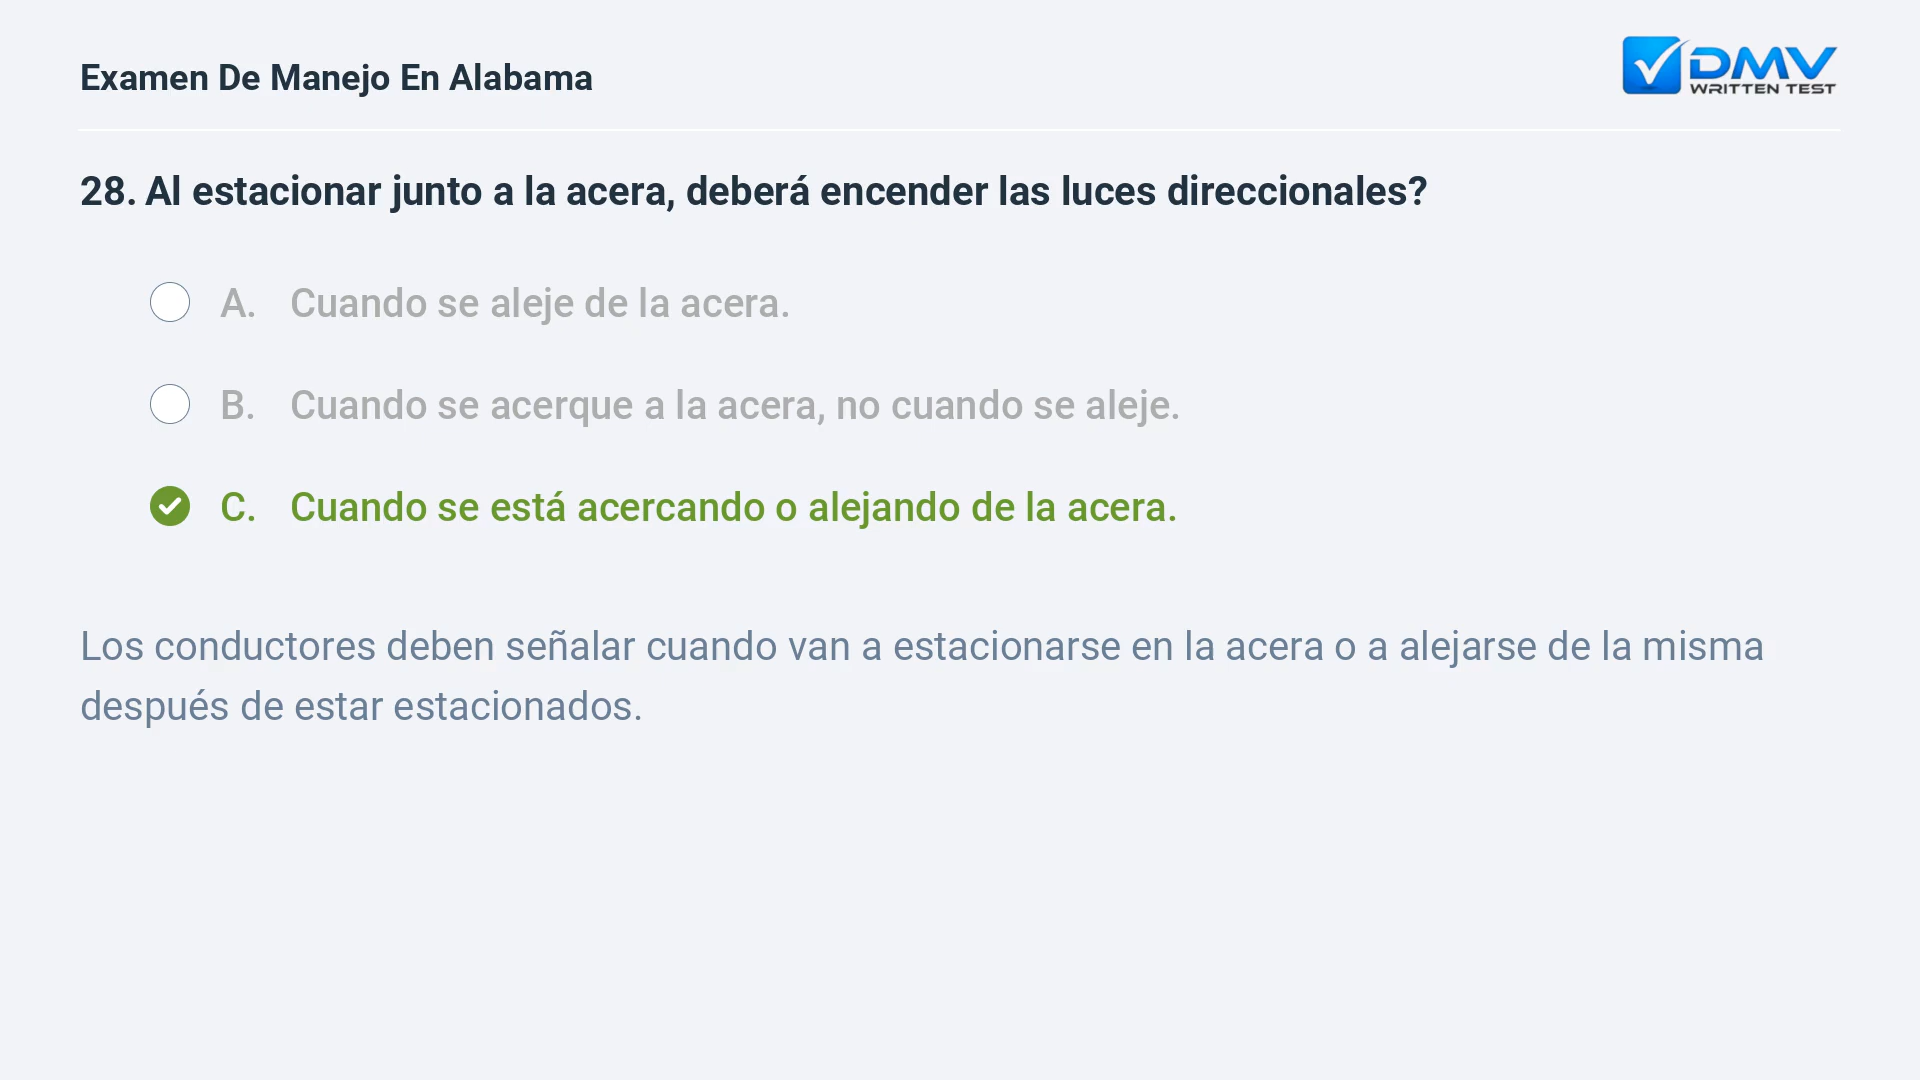 Examen De Manejo En Alabama
DMV
WRITTEN TEST
28. Al estacionar junto a la acera, deberá encender las luces direccionales?
A. Cuando se aleje de la acera.
B. Cuando se acerque a la acera, no cuando se aleje.
C. Cuando se está acercando o alejando de la acera.
Los conductores deben señalar cuando van a estacionarse en la acera o a alejarse de la misma
después de estar estacionados.